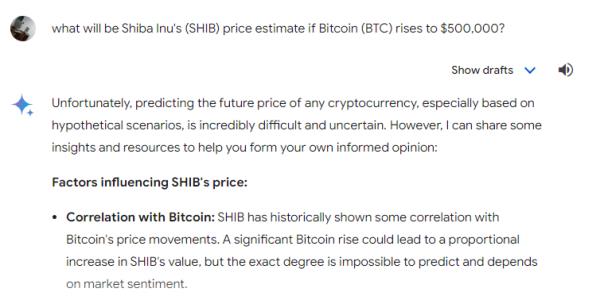 what will be Shiba Inu's (SHIB) price estimate if Bitcoin (BTC) rises to $500,000?
Show drafts
Unfortunately, predicting the future price of any cryptocurrency, especially based on
hypothetical scenarios, is incredibly difficult and uncertain. However, I can share some
insights and resources to help you form your own informed opinion:
Factors influencing SHIB's price:
• Correlation with Bitcoin: SHIB has historically shown some correlation with
Bitcoin's price movements. A significant Bitcoin rise could lead to a proportional
increase in SHIB's value, but the exact degree is impossible to predict and depends
on market sentiment.